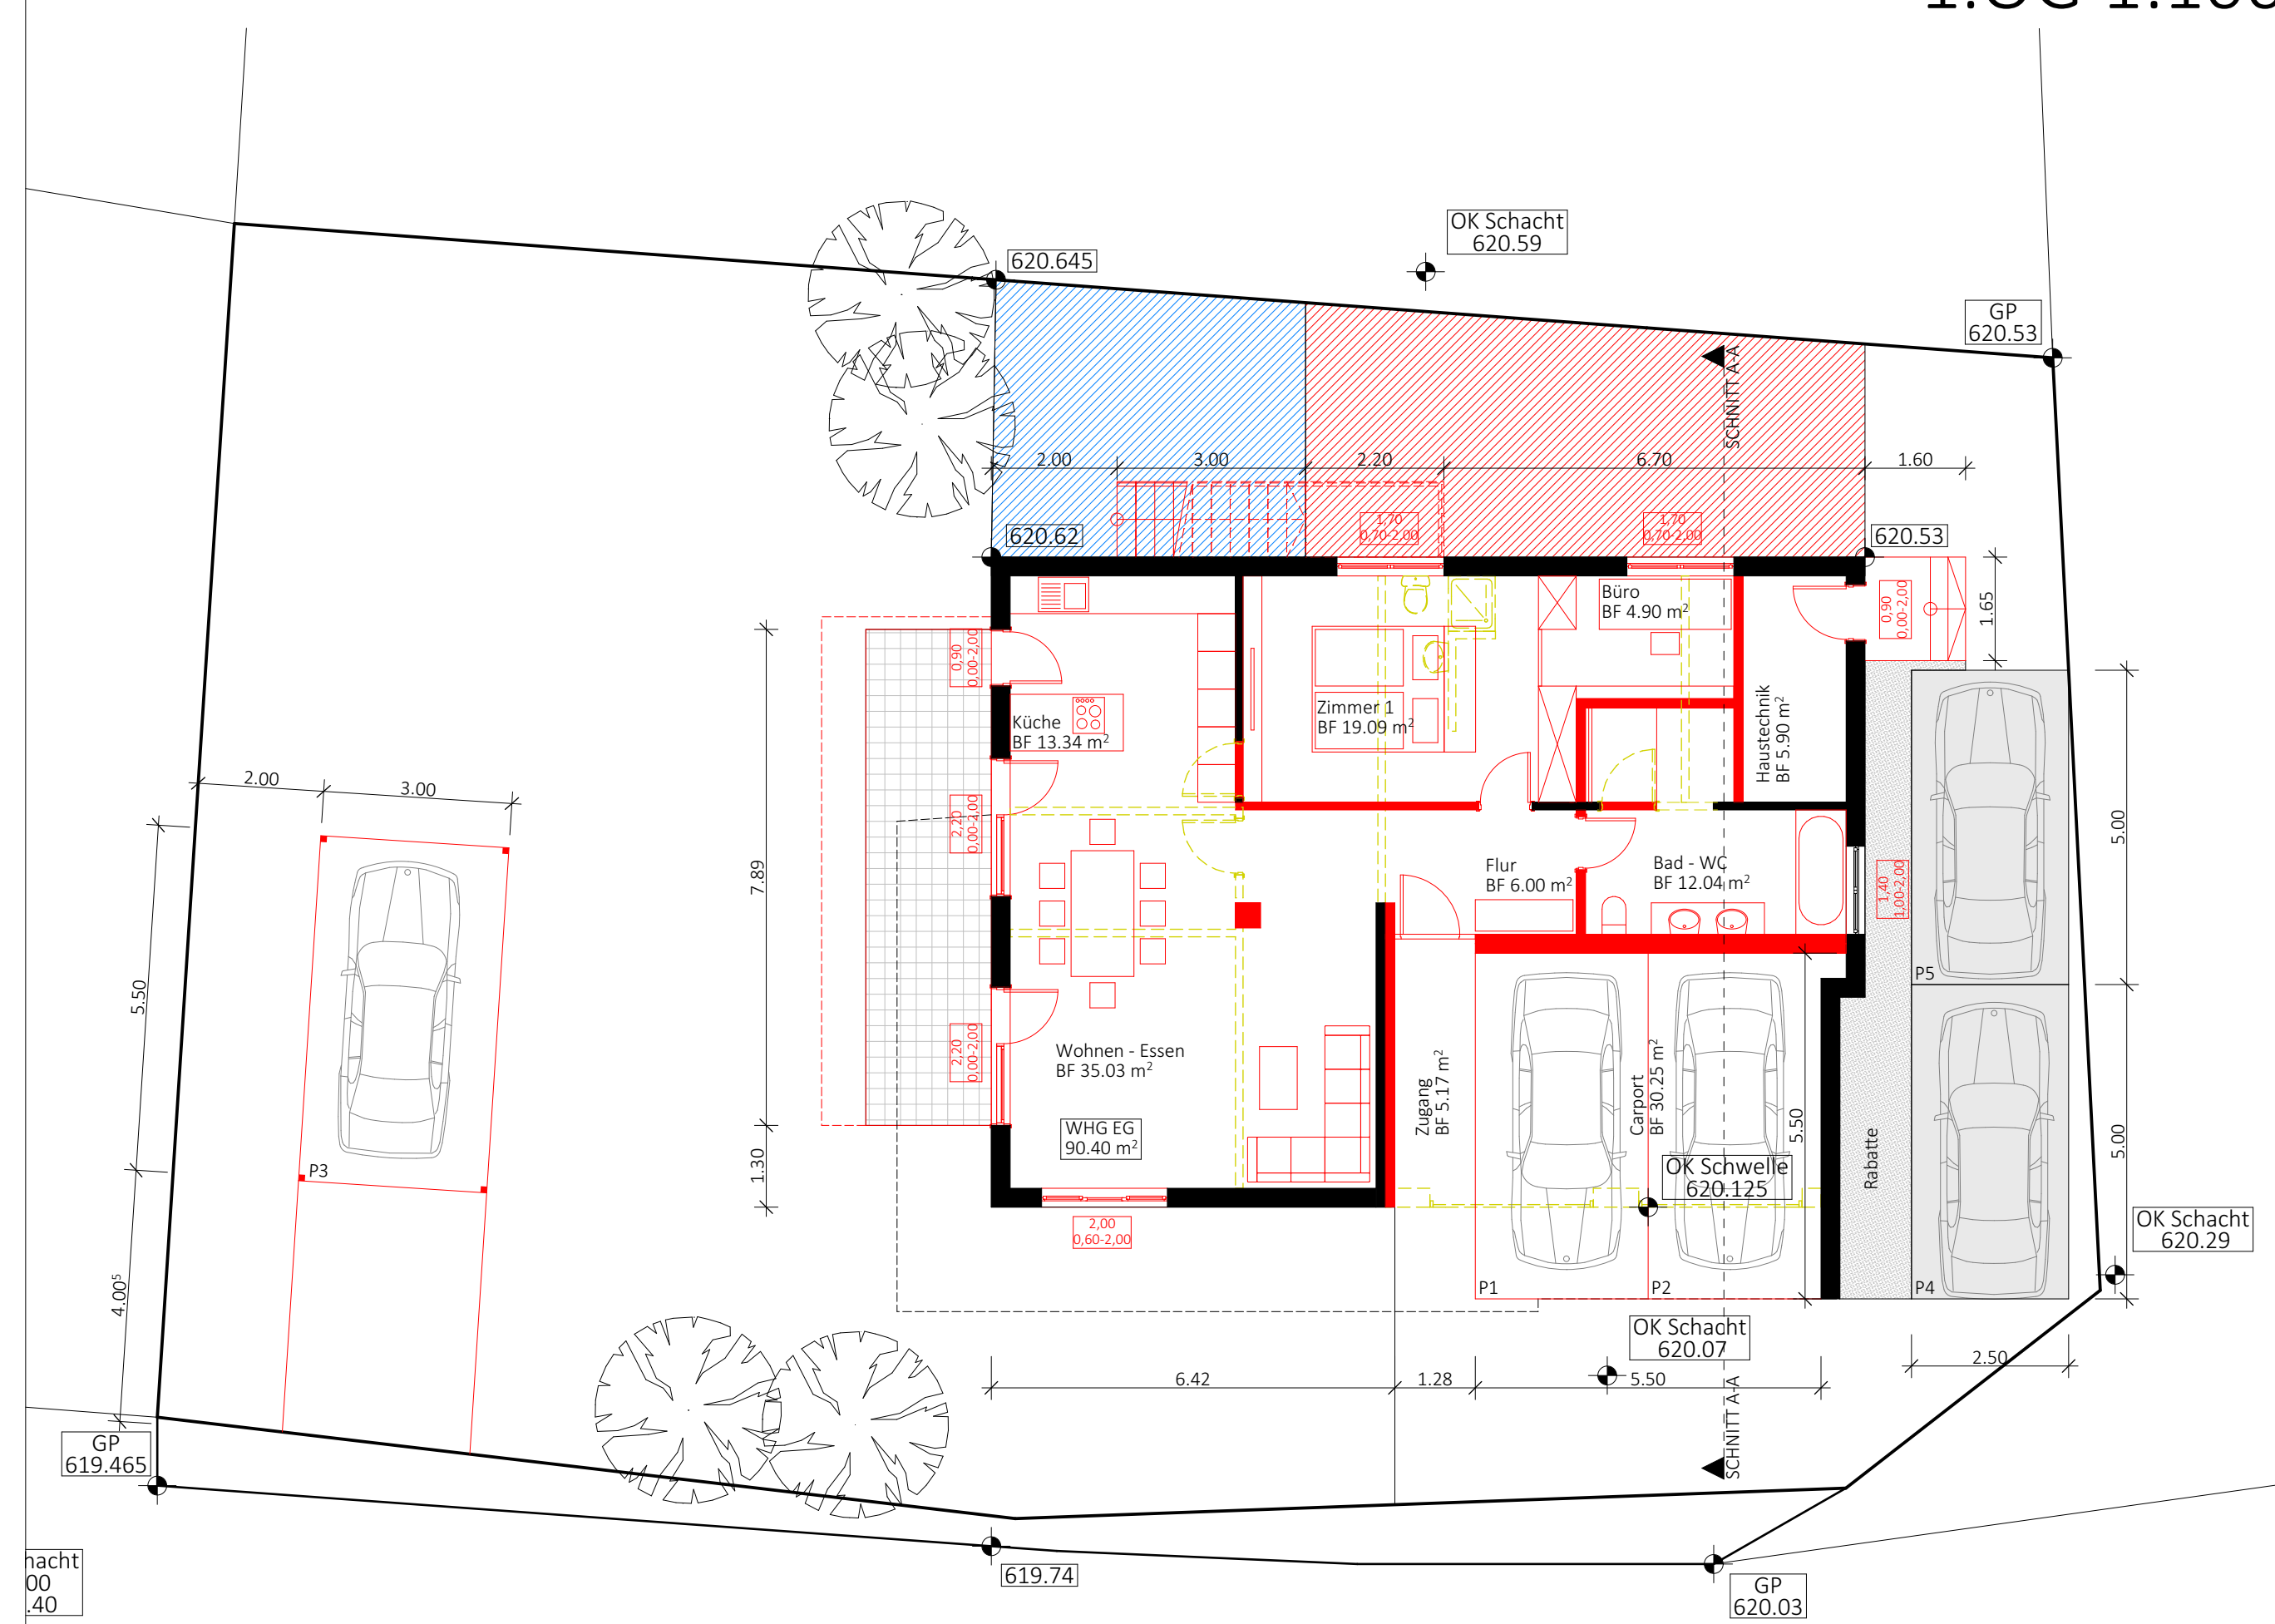 1.OG 1:100
OK Schacht
620.59
620.645
GP
620.53
SCHNITT A-A
2.00
3.00
2.20
6.70
1.60
620.62
1,70
0,70-2,00
1,70
0,70-2,00
620.53
0,90
0,00-2,00
1.65
Büro
BF 4.90 m²
0,90
0,00-2,00
Küche
BF 13.34 m²
Zimmer 1
BF 19.09 m²
Haustechnik
BF 5.90 m²
2.00
3.00
2,20
0,00-2,00
5.00
7.89
Flur
BF 6.00 m²
Bad - WC
BF 12.04 m²
1,40
1,00-2,00
P5
5.50
2,20
0,00-2,00
Wohnen - Essen
BF 35.03 m²
Zugang
BF 5.17 m²
Carport
BF 30.25 m²
5.50
WHG EG
90.40 m²
1.30
P3
OK Schwelle
620.125
Rabatte
5.00
2,00
0,60-2,00
OK Schacht
620.29
4.00⁵
P1
P2
P4
OK Schacht
620.07
2.50
6.42
1.28
5.50
SCHNITT A-A
GP
619.465
hacht
00
.40
619.74
GP
620.03